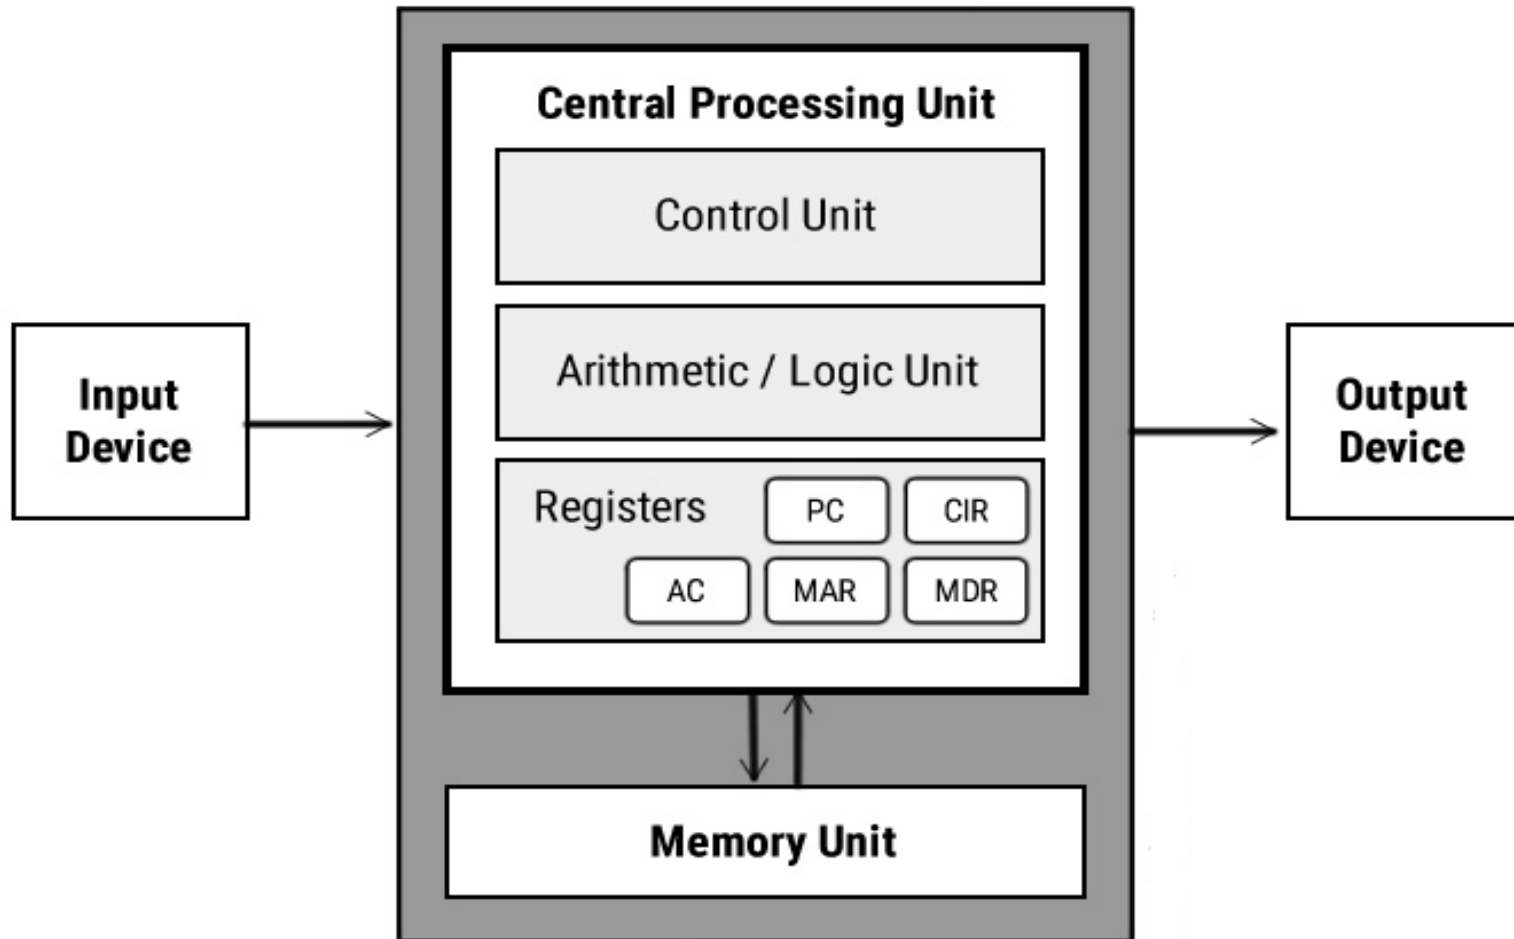 Central Processing Unit
Control Unit
Arithmetic / Logic Unit
Input
Device
Output
Device
Registers
PC
CIR
AC
MAR
MDR
Memory Unit